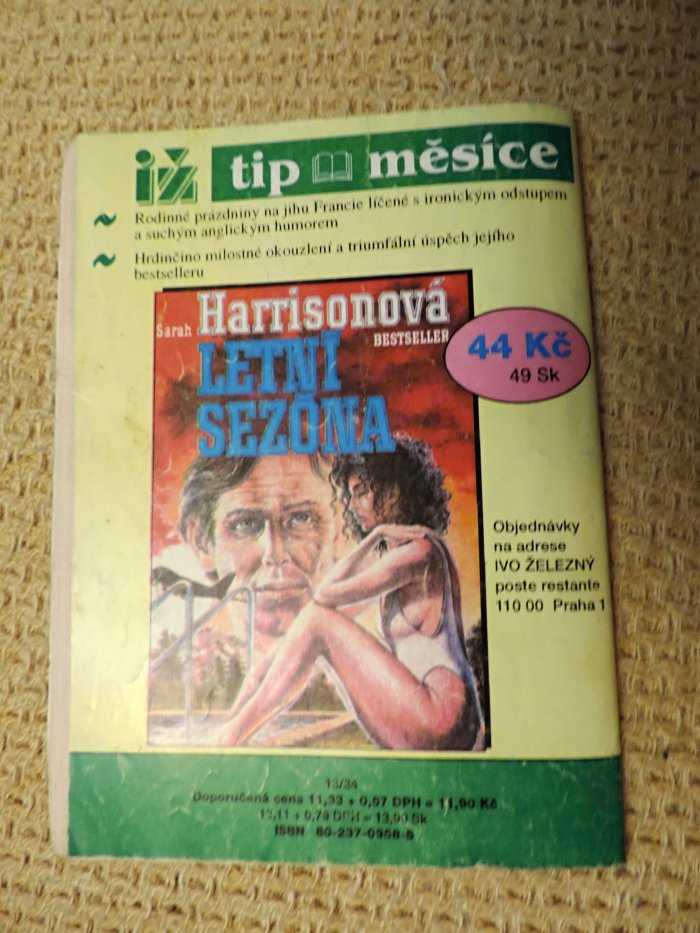 iž tip měsíce
Rodinné prázdniny na jihu Francie líčené s ironickým odstupem
a suchým anglickým humorem
Hrdinčino milostné okouzlení a triumfální úspěch jejího
bestselleru
Sarah Harrisonová
BESTSELLER
LETNÍ
SEZÓNA
44 Kč
49 Sk
Objednávky
na adrese
IVO ŽELEZNÝ
poste restante
110 00 Praha 1
13/34
Doporučená cena 11,33 + 0,57 DPH = 11,90 Kč
13,11 + 0,79 DPH = 13,90 Sk
ISBN 80-237-0958-5